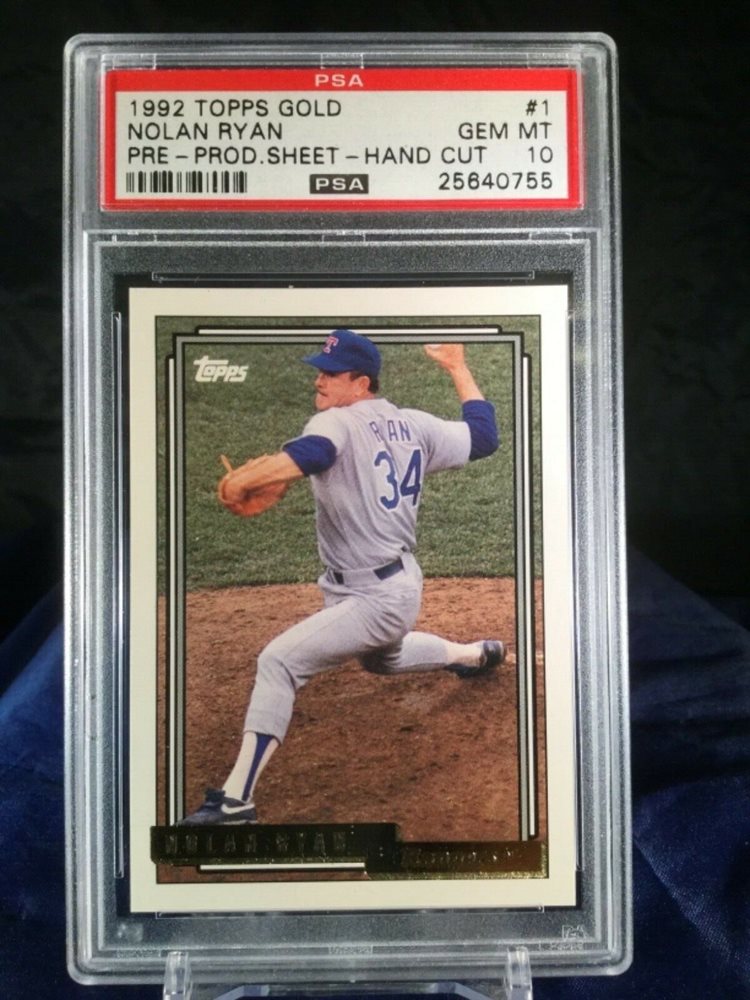 PSA
1992 TOPPS GOLD #1
NOLAN RYAN GEM MT
PRE-PROD.SHEET-HAND CUT 10
PSA 25640755
T
topps
R AN
34
NOLAN RYAN